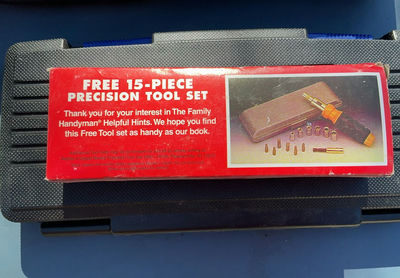 FREE 15-PIECE
PRECISION TOOL SET
Thank you for your interest in The Family
Handyman® Helpful Hints. We hope you find
this Free Tool set as handy as our book.